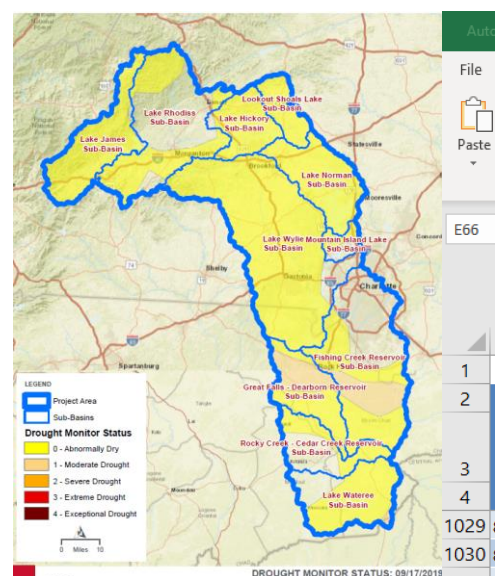 Lake Rhodiss
Sub-Basin
Lookout Shoals Lake
Sub-Basin
Lake Hickory
Sub-Basin
Lake James
Sub-Basin
Morganton
Statesville
Lake Norman
Sub-Basin
Mooresville
Lake Wylie
Sub-Basin
Mountain Island Lake
Sub-Basin
Concord
Shelby
Gastonia
Charlotte
Spartanburg
Fishing Creek Reservoir
Sub-Basin
Great Falls - Dearborn Reservoir
Sub-Basin
Rocky Creek - Cedar Creek Reservoir
Sub-Basin
Lake Wateree
Sub-Basin
LEGEND
Project Area
Sub-Basins
Drought Monitor Status
0 - Abnormally Dry
1 - Moderate Drought
2 - Severe Drought
3 - Extreme Drought
4 - Exceptional Drought
0 Miles 10
DROUGHT MONITOR STATUS: 09/17/2019
Auto
File
Paste
E66
1
2
3
4
1029
1030